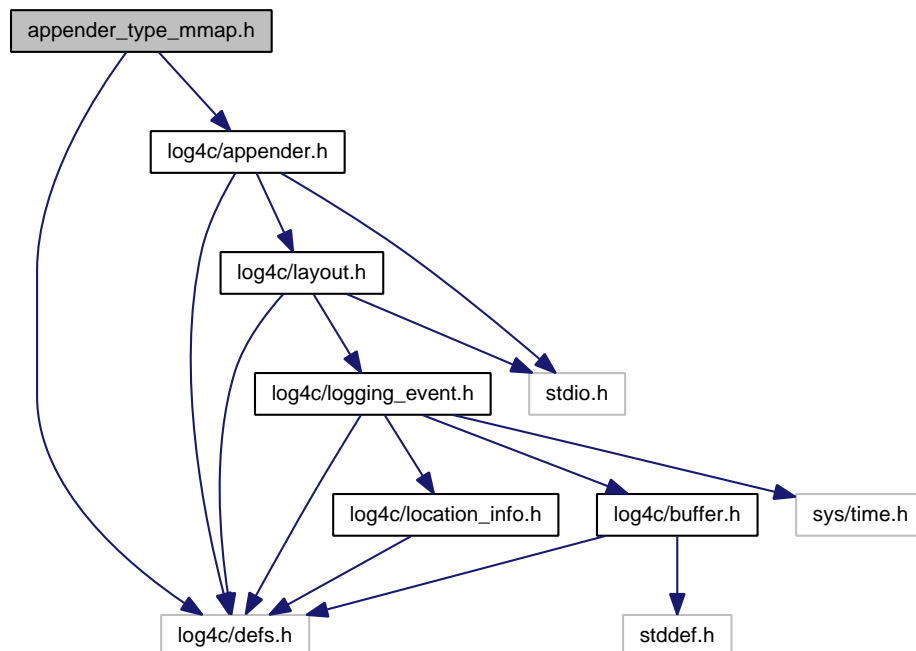 appender_type_mmap.h
log4c/appender.h
log4c/layout.h
log4c/logging_event.h
stdio.h
log4c/location_info.h
log4c/buffer.h
sys/time.h
log4c/defs.h
stddef.h